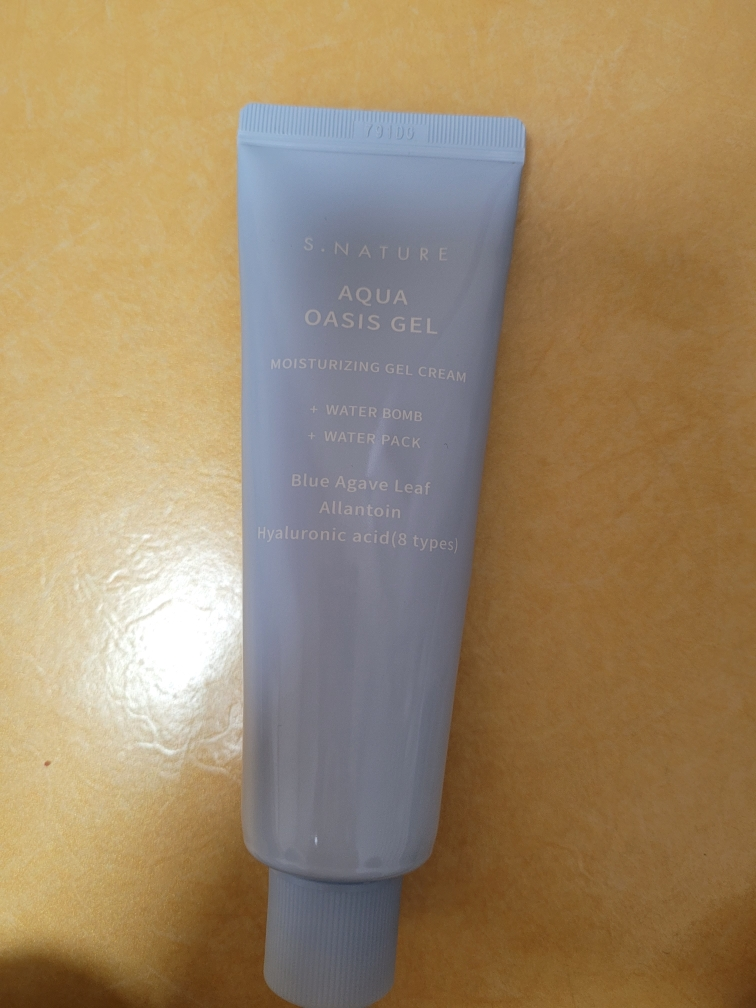 S.NATURE
AQUA
OASIS GEL
MOISTURIZING GEL CREAM
+ WATER BOMB
+ WATER PACK
Blue Agave Leaf
Allantoin
Hyaluronic acid(8 types)